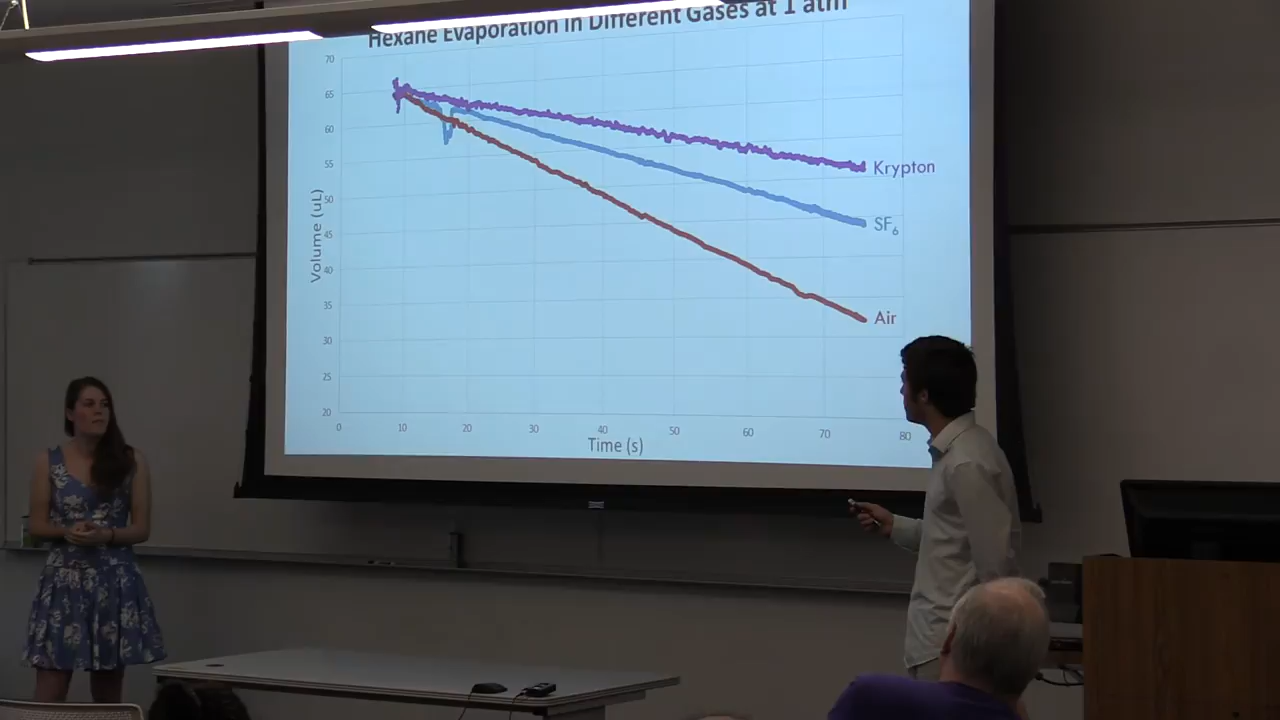 Hexane Evaporation in Different Gases at 1 atm
70
65
60
55
50
45
40
35
30
25
20
Volume (uL)
0 10 20 30 40 50 60 70 80
Time (s)
Krypton
SF6
Air